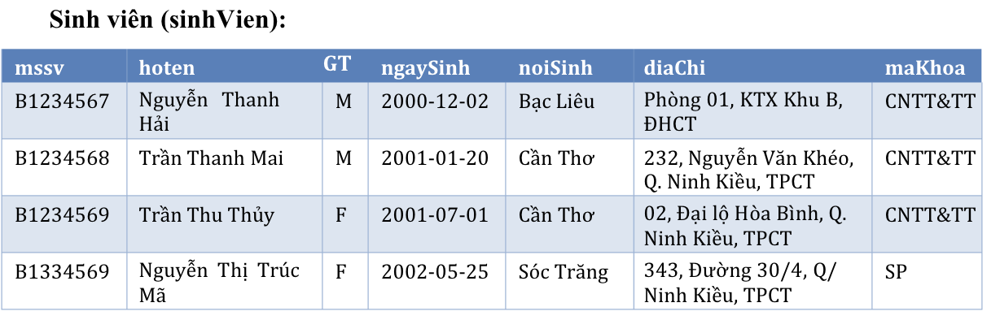 Sinh viên (sinhVien):
mssv hoten GT ngaySinh noiSinh diaChi maKhoa
B1234567 Nguyễn Thanh Hải M 2000-12-02 Bạc Liêu Phòng 01, KTX Khu B, ĐHCT CNTT&TT
B1234568 Trần Thanh Mai M 2001-01-20 Cần Thơ 232, Nguyễn Văn Khéo, Q. Ninh Kiều, TPCT CNTT&TT
B1234569 Trần Thu Thủy F 2001-07-01 Cần Thơ 02, Đại lộ Hòa Bình, Q. Ninh Kiều, TPCT CNTT&TT
B1334569 Nguyễn Thị Trúc Mã F 2002-05-25 Sóc Trăng 343, Đường 30/4, Q/ Ninh Kiều, TPCT SP